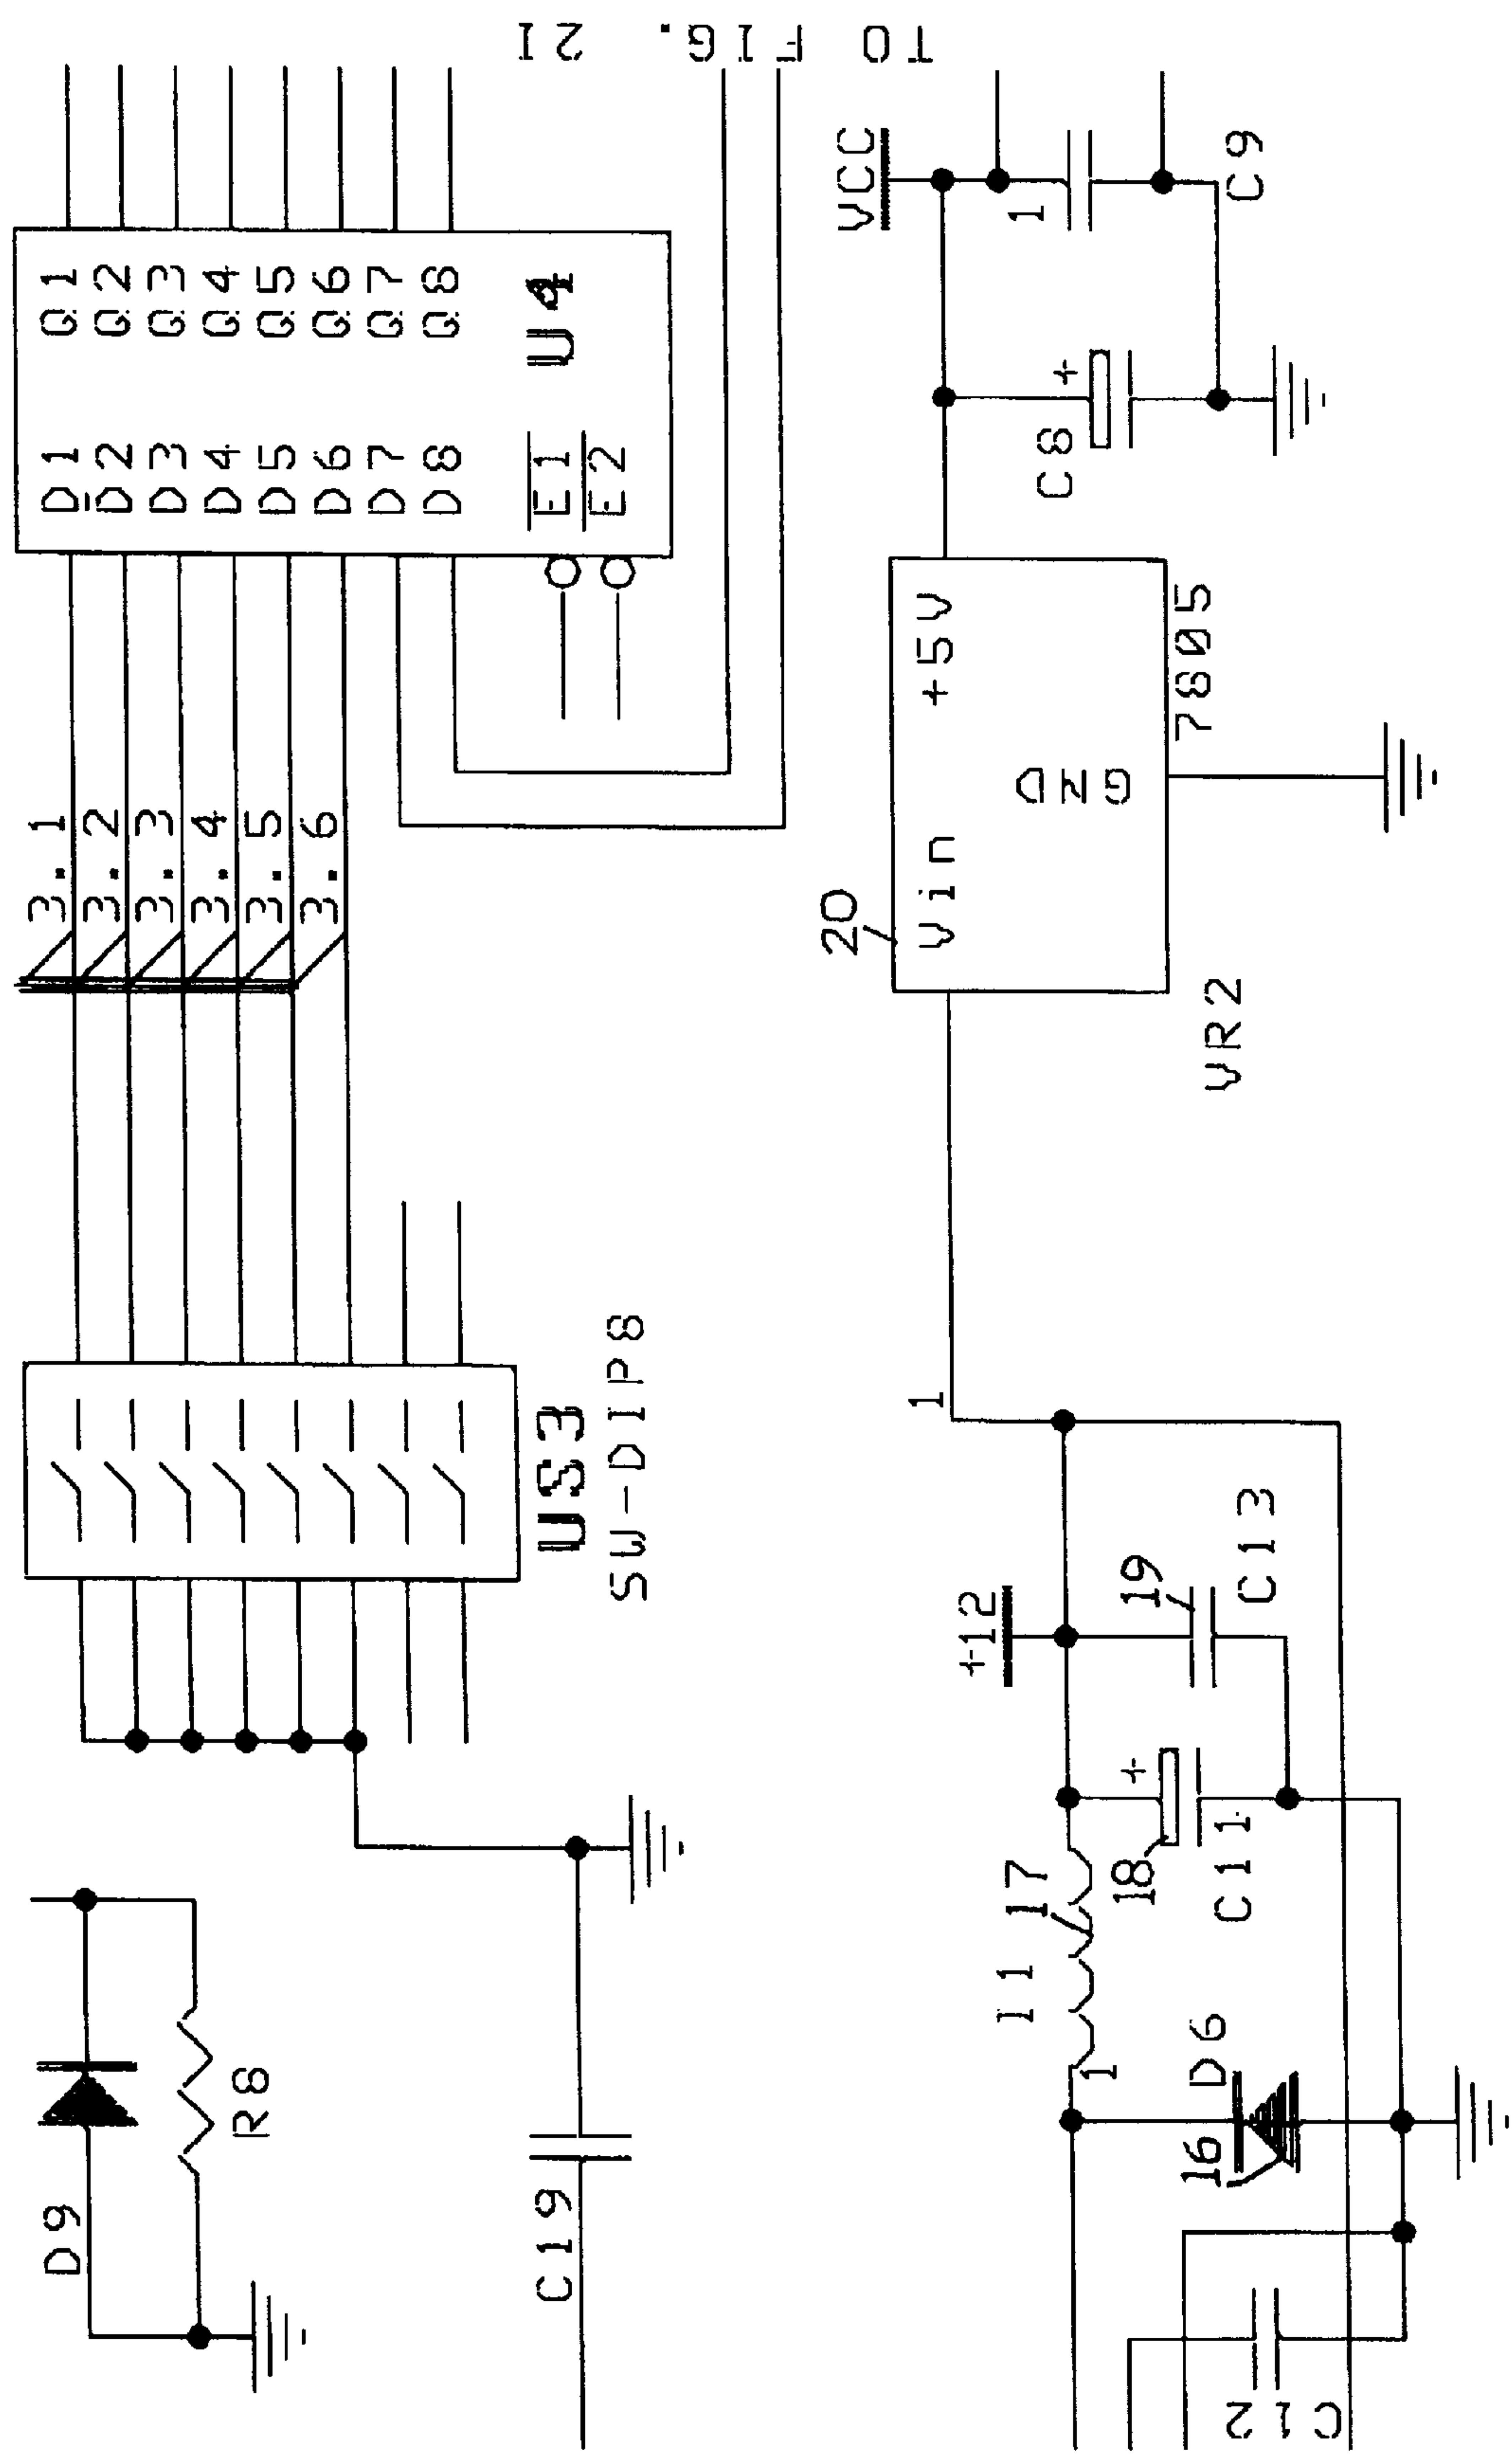 TO FIG. 21
Q1
Q2
Q3
Q4
Q5
Q6
Q7
Q8
U4
D1
D2
D3
D4
D5
D6
D7
D8
E1
E2
3.1
3.2
3.3
3.4
3.5
3.6
US3
SW-DIP8
D9
R8
C19
VCC
1
C9
C8
+
+5V
GND
Vin
7805
20
VR2
1
+12
19
C13
+
18
C11
17
I1
1
D6
16
C12